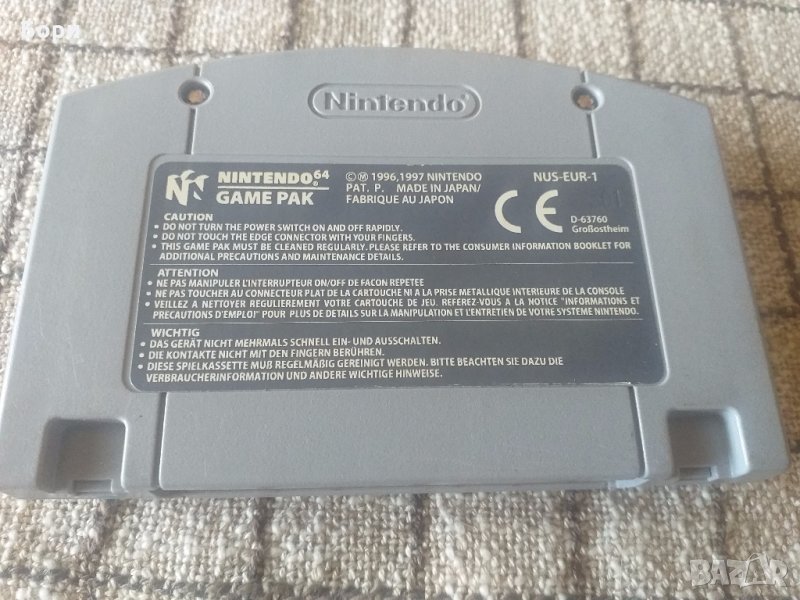 Бори
Nintendo®
NINTENDO 64
GAME PAK
©Ⓜ 1996,1997 NINTENDO
PAT. P. MADE IN JAPAN/
FABRIQUE AU JAPON
NUS-EUR-1
CE
D-63760
Großostheim
CAUTION
• DO NOT TURN THE POWER SWITCH ON AND OFF RAPIDLY.
• DO NOT TOUCH THE EDGE CONNECTOR WITH YOUR FINGERS.
• THIS GAME PAK MUST BE CLEANED REGULARLY. PLEASE REFER TO THE CONSUMER INFORMATION BOOKLET FOR
ADDITIONAL PRECAUTIONS AND MAINTENANCE DETAILS.
ATTENTION
• NE PAS MANIPULER L'INTERRUPTEUR ON/OFF DE FACON REPETEE
• NE PAS TOUCHER AU CONNECTEUR PLAT DE LA CARTOUCHE NI A LA PRISE METALLIQUE INTERIEURE DE LA CONSOLE
• VEILLEZ A NETTOYER REGULIEREMENT VOTRE CARTOUCHE DE JEU. REFEREZ-VOUS A LA NOTICE "INFORMATIONS ET
PRECAUTIONS D'EMPLOI" POUR PLUS DE DETAILS SUR LA MANIPULATION ET L'ENTRETIEN DE VOTRE SYSTEME NINTENDO.
WICHTIG
• DAS GERÄT NICHT MEHRMALS SCHNELL EIN- UND AUSSCHALTEN.
• DIE KONTAKTE NICHT MIT DEN FINGERN BERÜHREN.
• DIESE SPIELKASSETTE MUß REGELMÄßIG GEREINIGT WERDEN. BITTE BEACHTEN SIE DAZU DIE
VERBRAUCHERINFORMATION UND ANDERE WICHTIGE HINWEISE.
BAZAR